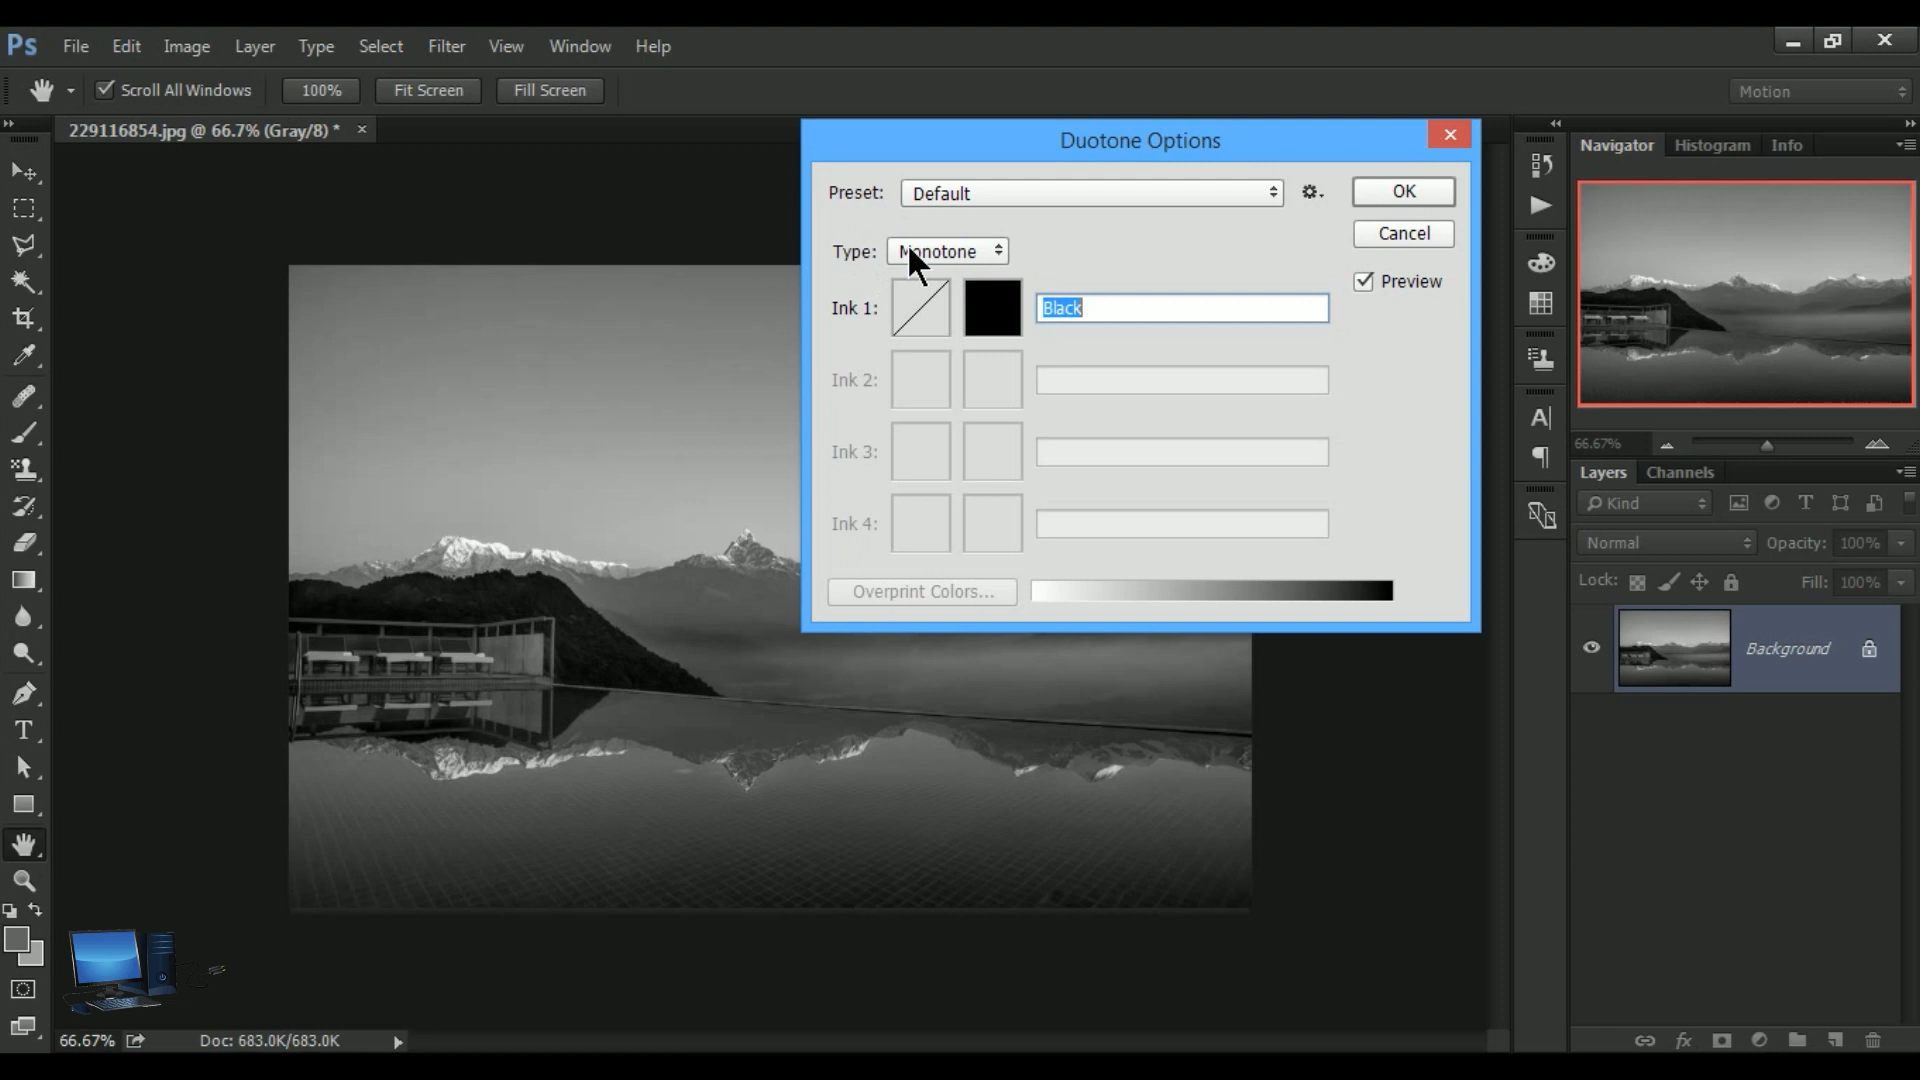 Ps File Edit Image Layer Type Select Filter View Window Help
Scroll All Windows 100% Fit Screen Fill Screen Motion
229116854.jpg @ 66.7% (Gray/8) *
Duotone Options
Preset: Default OK
Type: Monotone Cancel
Preview
Ink 1: Black
Ink 2:
Ink 3:
Ink 4:
Overprint Colors...
Navigator Histogram Info
66.67%
Layers Channels
Kind
Normal Opacity: 100%
Lock: Fill: 100%
Background
66.67% Doc: 683.0K/683.0K